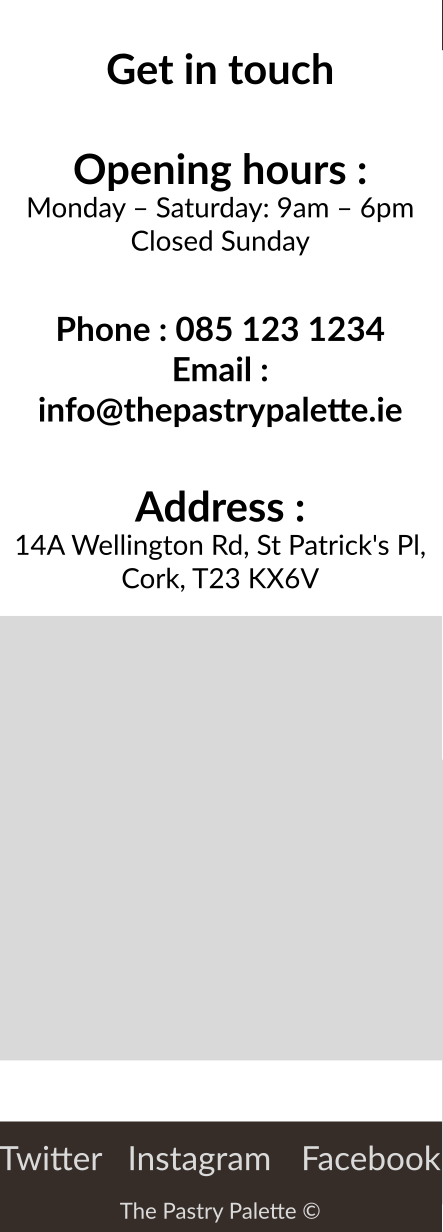 Get in touch
Opening hours :
Monday – Saturday: 9am – 6pm
Closed Sunday
Phone : 085 123 1234
Email :
info@thepastrypalette.ie
Address :
14A Wellington Rd, St Patrick's Pl,
Cork, T23 KX6V
Twitter Instagram Facebook
The Pastry Palette ©